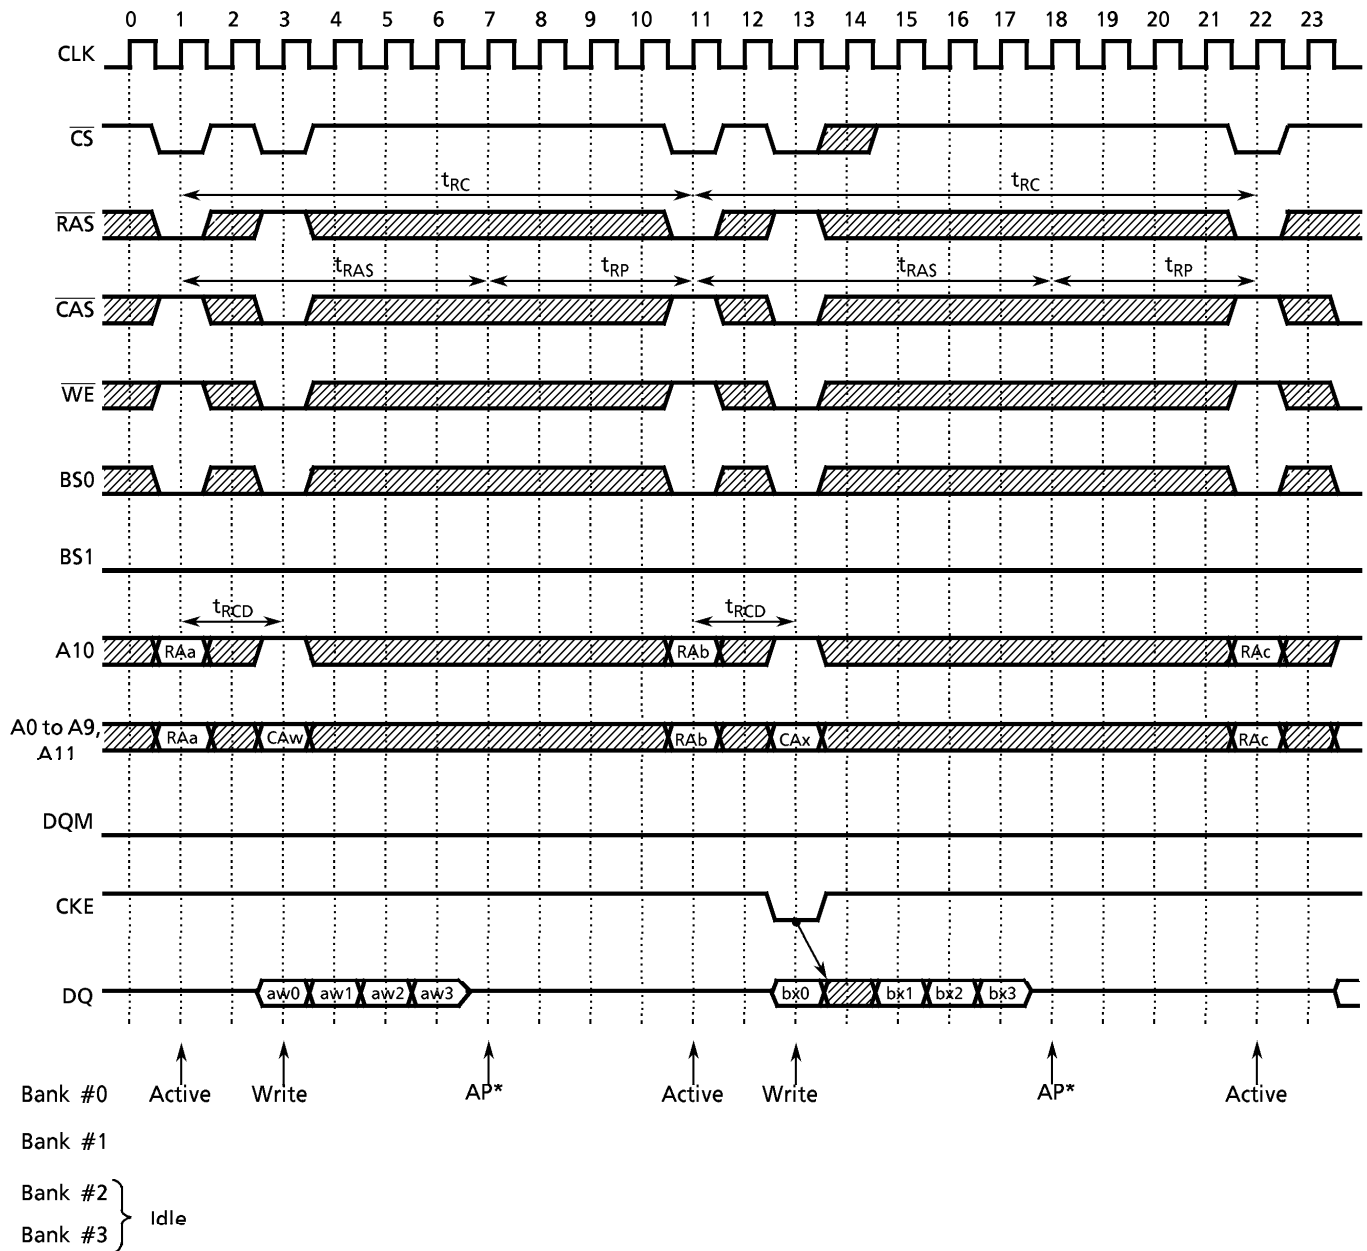 0 1 2 3 4 5 6 7 8 9 10 11 12 13 14 15 16 17 18 19 20 21 22 23
CLK
CS
tRC tRC
RAS
tRAS tRP tRAS tRP
CAS
WE
BS0
BS1
tRCD tRCD
A10 RAa RAb RAc
A0 to A9,
A11
RAa CAw RAb CAx RAc
DQM
CKE
DQ aw0 aw1 aw2 aw3 bx0 bx1 bx2 bx3
Bank #0 Active Write AP* Active Write AP* Active
Bank #1
Bank #2
Idle
Bank #3